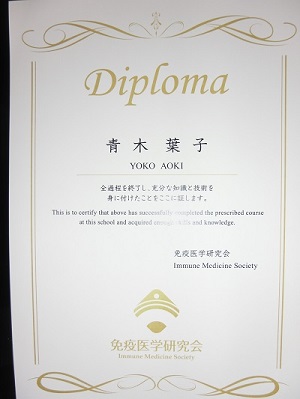 Diploma
青木葉子
YOKO AOKI
全過程を終了し、充分な知識と技術を
身に付けたことをここに証します。
This is to certify that above has successfully completed the prescribed course
at this school and acquired enough skills and knowledge.
免疫医学研究会
Immune Medicine Society
免疫医学研究会
Immune Medicine Society